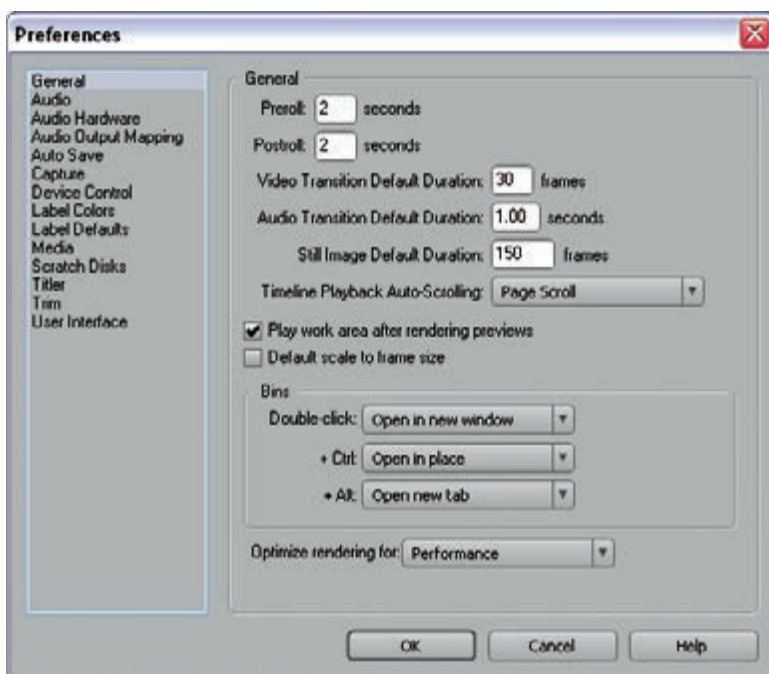 Preferences
General
Audio
Audio Hardware
Audio Output Mapping
Auto Save
Capture
Device Control
Label Colors
Label Defaults
Media
Scratch Disks
Titler
Trim
User Interface
General
Preroll: 2 seconds
Postroll: 2 seconds
Video Transition Default Duration: 30 frames
Audio Transition Default Duration: 1.00 seconds
Still Image Default Duration: 150 frames
Timeline Playback Auto-Scrolling: Page Scroll
Play work area after rendering previews
Default scale to frame size
Bins
Double-click: Open in new window
+ Ctrl: Open in place
+ Alt: Open new tab
Optimize rendering for: Performance
OK Cancel Help